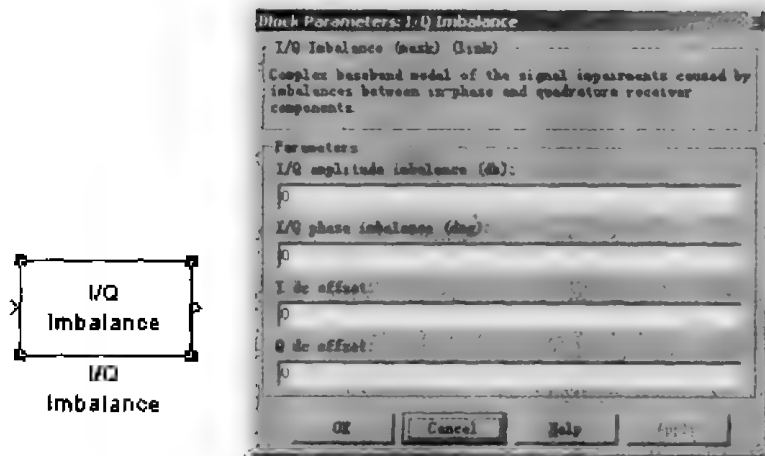 Block Parameters: I/Q Imbalance
I/Q Imbalance (mask) (link)
Complex baseband model of the signal impairments caused by
imbalances between in-phase and quadrature receiver
components
Parameters
I/Q amplitude imbalance (db):
0
I/Q phase imbalance (deg):
0
I dc offset:
0
Q dc offset:
0
OK Cancel Help Apply
I/Q
Imbalance
I/Q
Imbalance